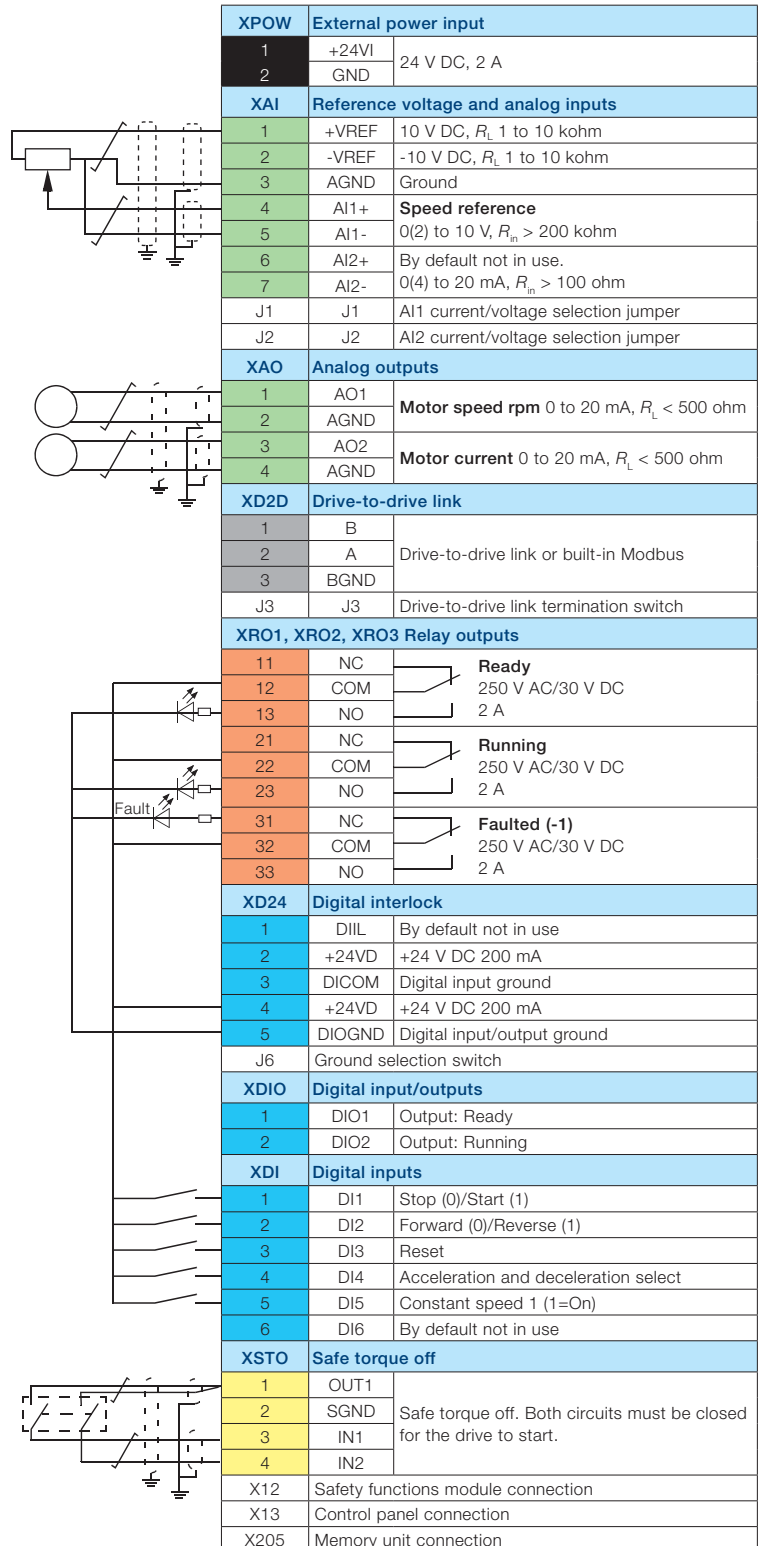 XPOW External power input
1 +24VI 24 V DC, 2 A
2 GND
XAI Reference voltage and analog inputs
1 +VREF 10 V DC, RL 1 to 10 kohm
2 -VREF -10 V DC, RL 1 to 10 kohm
3 AGND Ground
4 AI1+ Speed reference
5 AI1- 0(2) to 10 V, Rin > 200 kohm
6 AI2+ By default not in use.
7 AI2- 0(4) to 20 mA, Rin > 100 ohm
J1 J1 AI1 current/voltage selection jumper
J2 J2 AI2 current/voltage selection jumper
XAO Analog outputs
1 AO1 Motor speed rpm 0 to 20 mA, RL < 500 ohm
2 AGND
3 AO2 Motor current 0 to 20 mA, RL < 500 ohm
4 AGND
XD2D Drive-to-drive link
1 B
2 A Drive-to-drive link or built-in Modbus
3 BGND
J3 J3 Drive-to-drive link termination switch
XRO1, XRO2, XRO3 Relay outputs
11 NC Ready
12 COM 250 V AC/30 V DC
13 NO 2 A
21 NC Running
22 COM 250 V AC/30 V DC
23 NO 2 A
Fault 31 NC Faulted (-1)
32 COM 250 V AC/30 V DC
33 NO 2 A
XD24 Digital interlock
1 DIIL By default not in use
2 +24VD +24 V DC 200 mA
3 DICOM Digital input ground
4 +24VD +24 V DC 200 mA
5 DIOGND Digital input/output ground
J6 Ground selection switch
XDIO Digital input/outputs
1 DIO1 Output: Ready
2 DIO2 Output: Running
XDI Digital inputs
1 DI1 Stop (0)/Start (1)
2 DI2 Forward (0)/Reverse (1)
3 DI3 Reset
4 DI4 Acceleration and deceleration select
5 DI5 Constant speed 1 (1=On)
6 DI6 By default not in use
XSTO Safe torque off
1 OUT1
2 SGND Safe torque off. Both circuits must be closed
3 IN1 for the drive to start.
4 IN2
X12 Safety functions module connection
X13 Control panel connection
X205 Memory unit connection